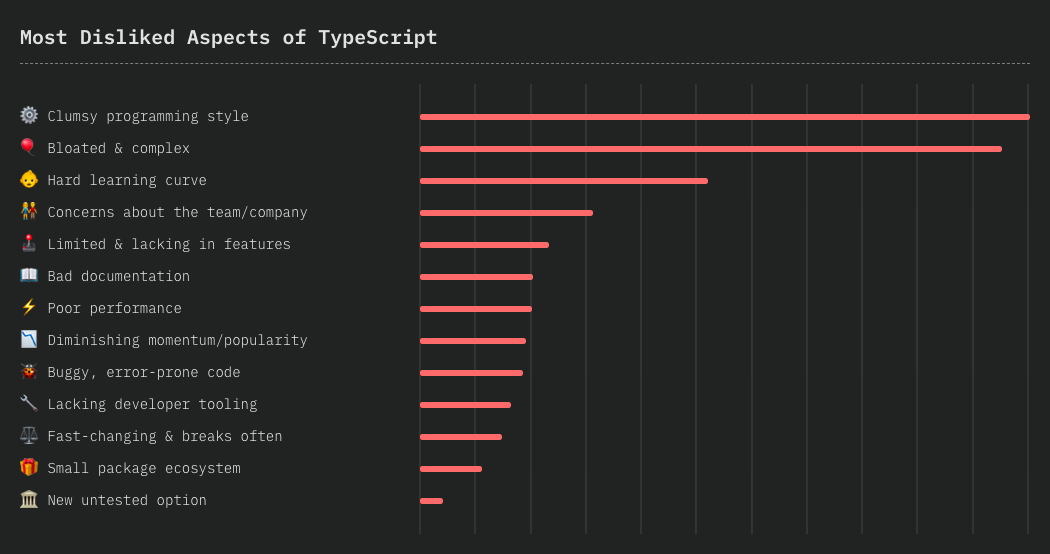 Most Disliked Aspects of TypeScript
Clumsy programming style
Bloated & complex
Hard learning curve
Concerns about the team/company
Limited & lacking in features
Bad documentation
Poor performance
Diminishing momentum/popularity
Buggy, error-prone code
Lacking developer tooling
Fast-changing & breaks often
Small package ecosystem
New untested option